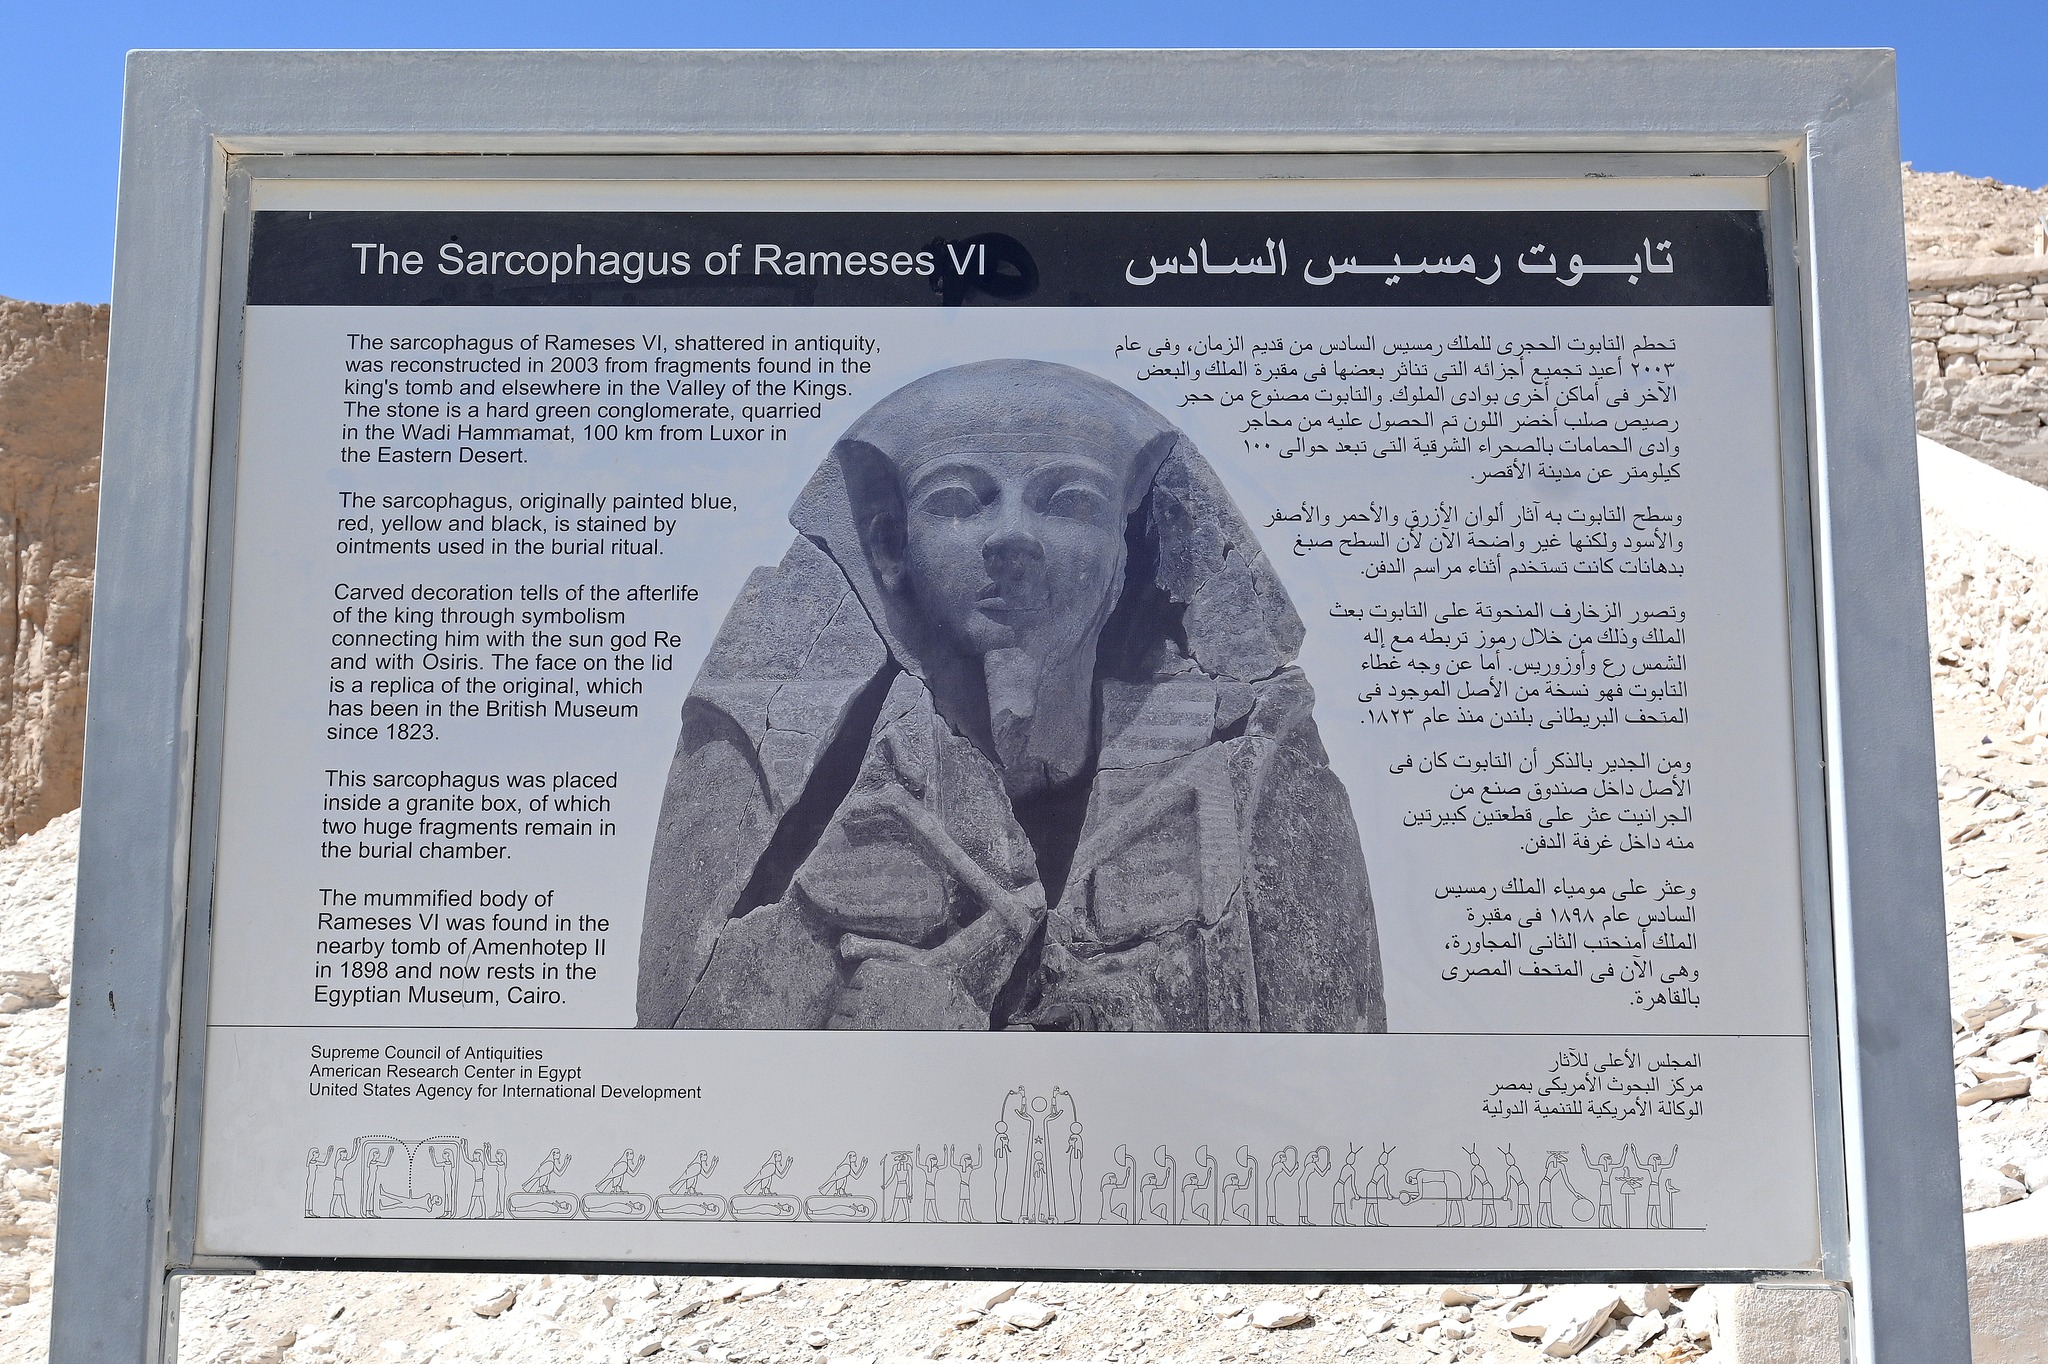 The Sarcophagus of Rameses VI
تابوت رمسيس السادس
The sarcophagus of Rameses VI, shattered in antiquity,
was reconstructed in 2003 from fragments found in the
king's tomb and elsewhere in the Valley of the Kings.
The stone is a hard green conglomerate, quarried
in the Wadi Hammamat, 100 km from Luxor in
the Eastern Desert.
The sarcophagus, originally painted blue,
red, yellow and black, is stained by
ointments used in the burial ritual.
Carved decoration tells of the afterlife
of the king through symbolism
connecting him with the sun god Re
and with Osiris. The face on the lid
is a replica of the original, which
has been in the British Museum
since 1823.
This sarcophagus was placed
inside a granite box, of which
two huge fragments remain in
the burial chamber.
The mummified body of
Rameses VI was found in the
nearby tomb of Amenhotep II
in 1898 and now rests in the
Egyptian Museum, Cairo.
تحطم التابوت الحجرى للملك رمسيس السادس من قديم الزمان، وفى عام
٢٠٠٣ أعيد تجميع أجزائه التى تناثر بعضها فى مقبرة الملك والبعض
الآخر فى أماكن أخرى بوادى الملوك. والتابوت مصنوع من حجر
رصيص صلب أخضر اللون تم الحصول عليه من محاجر
وادى الحمامات بالصحراء الشرقية التى تبعد حوالى ١٠٠
كيلومتر عن مدينة الأقصر.
وسطح التابوت به آثار ألوان الأزرق والأحمر والأصفر
والأسود ولكنها غير واضحة الآن لأن السطح صبغ
بدهانات كانت تستخدم أثناء مراسم الدفن.
وتصور الزخارف المنحوتة على التابوت بعث
الملك وذلك من خلال رموز تربطه مع إله
الشمس رع وأوزوريس. أما عن وجه غطاء
التابوت فهو نسخة من الأصل الموجود فى
المتحف البريطانى بلندن منذ عام ١٨٢٣.
ومن الجدير بالذكر أن التابوت كان فى
الأصل داخل صندوق صنع من
الجرانيت عثر على قطعتين كبيرتين
منه داخل غرفة الدفن.
وعثر على مومياء الملك رمسيس
السادس عام ١٨٩٨ فى مقبرة
الملك أمنحتب الثانى المجاورة،
وهى الآن فى المتحف المصرى
بالقاهرة.
Supreme Council of Antiquities
American Research Center in Egypt
United States Agency for International Development
المجلس الأعلى للآثار
مركز البحوث الأمريكى بمصر
الوكالة الأمريكية للتنمية الدولية